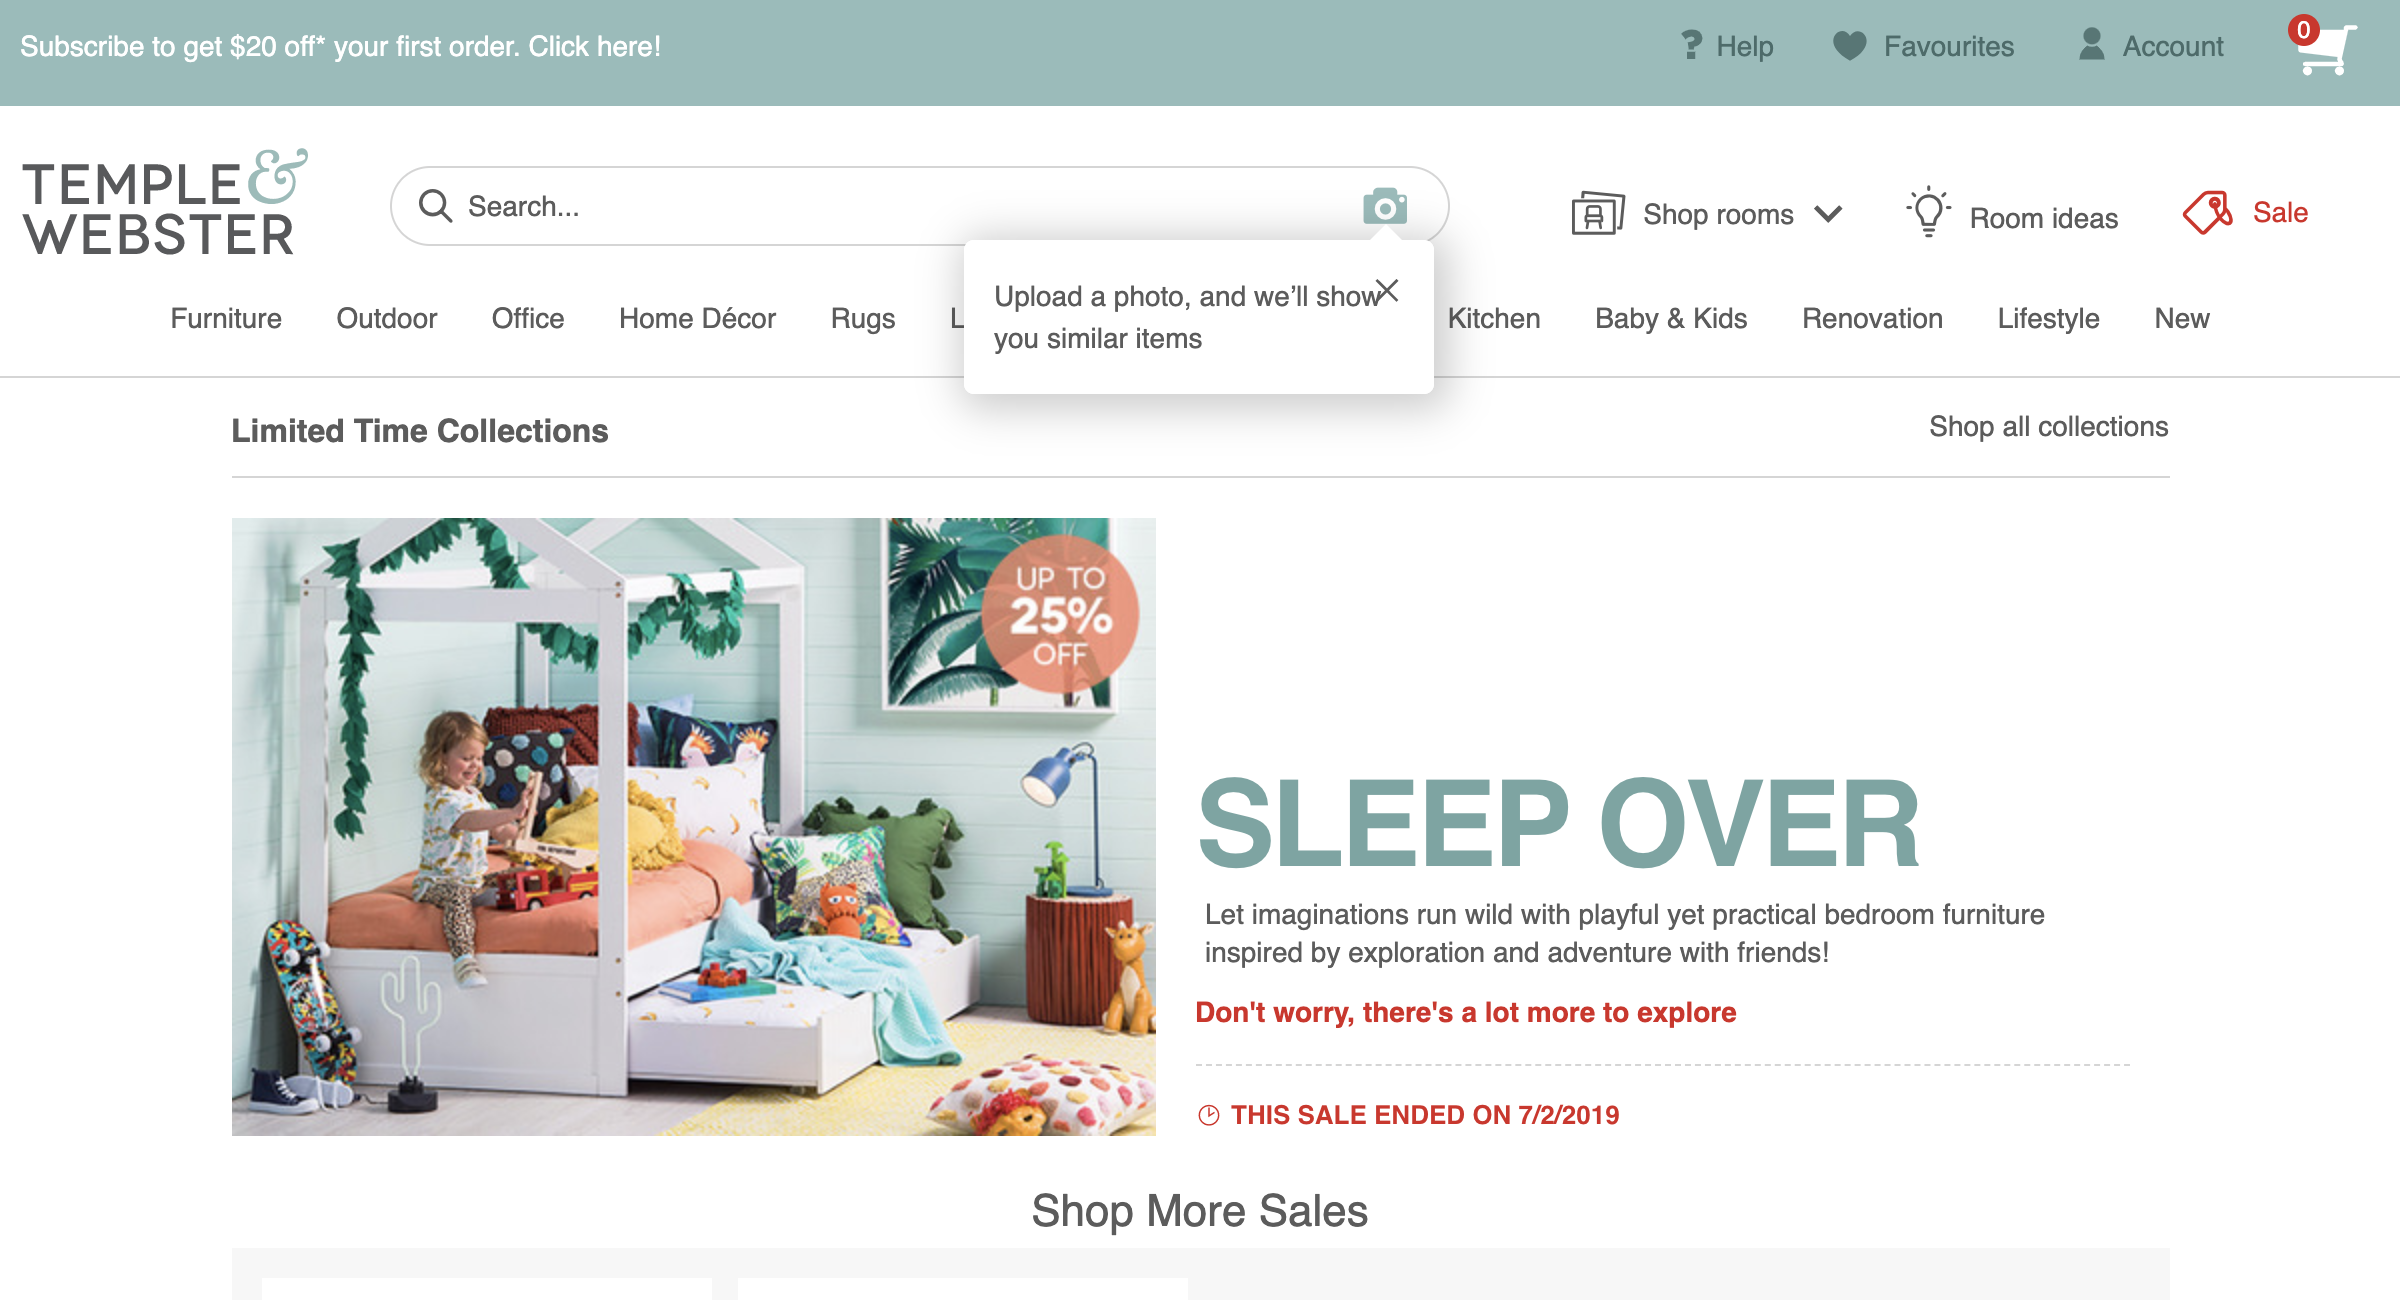 Subscribe to get $20 off* your first order. Click here!
Help
Favourites
Account
0
TEMPLE &
WEBSTER
Search...
Shop rooms
Room ideas
Sale
Upload a photo, and we'll show
you similar items
Furniture
Outdoor
Office
Home Décor
Rugs
Kitchen
Baby & Kids
Renovation
Lifestyle
New
Limited Time Collections
Shop all collections
UP TO
25%
OFF
SLEEP OVER
Let imaginations run wild with playful yet practical bedroom furniture
inspired by exploration and adventure with friends!
Don't worry, there's a lot more to explore
THIS SALE ENDED ON 7/2/2019
Shop More Sales